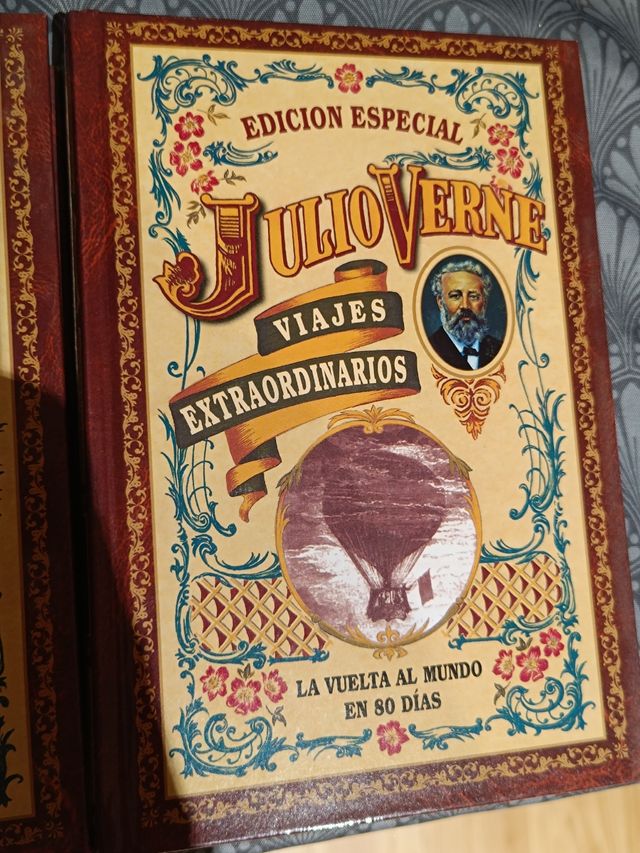 EDICION ESPECIAL
JULIO VERNE
VIAJES
EXTRAORDINARIOS
LA VUELTA AL MUNDO
EN 80 DÍAS